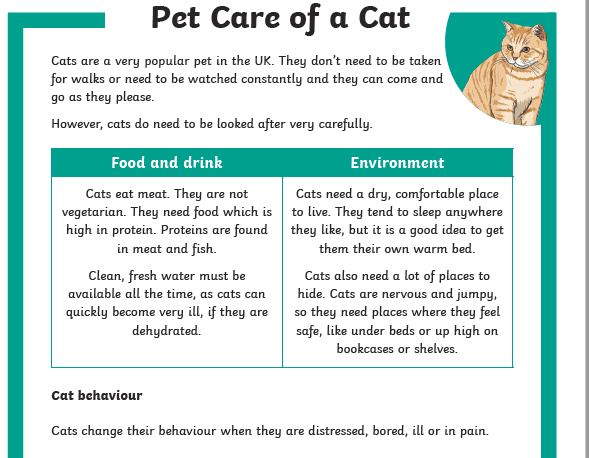 Pet Care of a Cat
Cats are a very popular pet in the UK. They don't need to be taken
for walks or need to be watched constantly and they can come and
go as they please.
However, cats do need to be looked after very carefully.
Food and drink
Cats eat meat. They are not
vegetarian. They need food which is
high in protein. Proteins are found
in meat and fish.
Clean, fresh water must be
available all the time, as cats can
quickly become very ill, if they are
dehydrated.
Environment
Cats need a dry, comfortable place
to live. They tend to sleep anywhere
they like, but it is a good idea to get
them their own warm bed.
Cats also need a lot of places to
hide. Cats are nervous and jumpy,
so they need places where they feel
safe, like under beds or up high on
bookcases or shelves.
Cat behaviour
Cats change their behaviour when they are distressed, bored, ill or in pain.